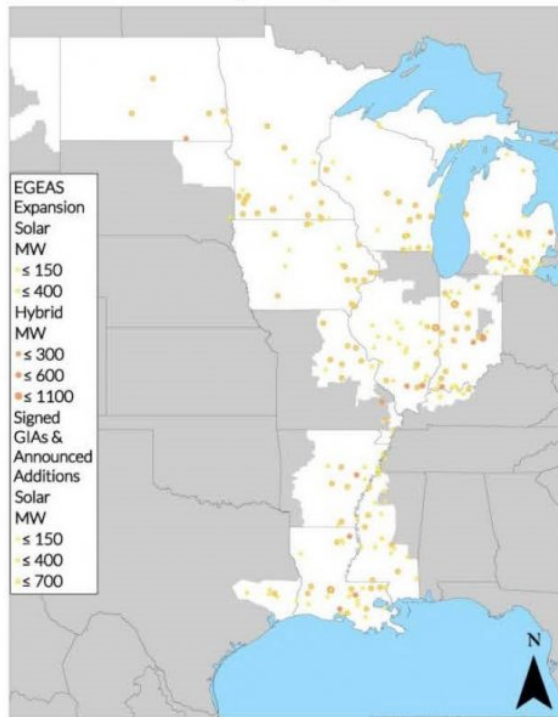 EGEAS
Expansion
Solar
MW
≤ 150
≤ 400
Hybrid
MW
≤ 300
≤ 600
≤ 1100
Signed
GIAs &
Announced
Additions
Solar
MW
≤ 150
≤ 400
≤ 700
N